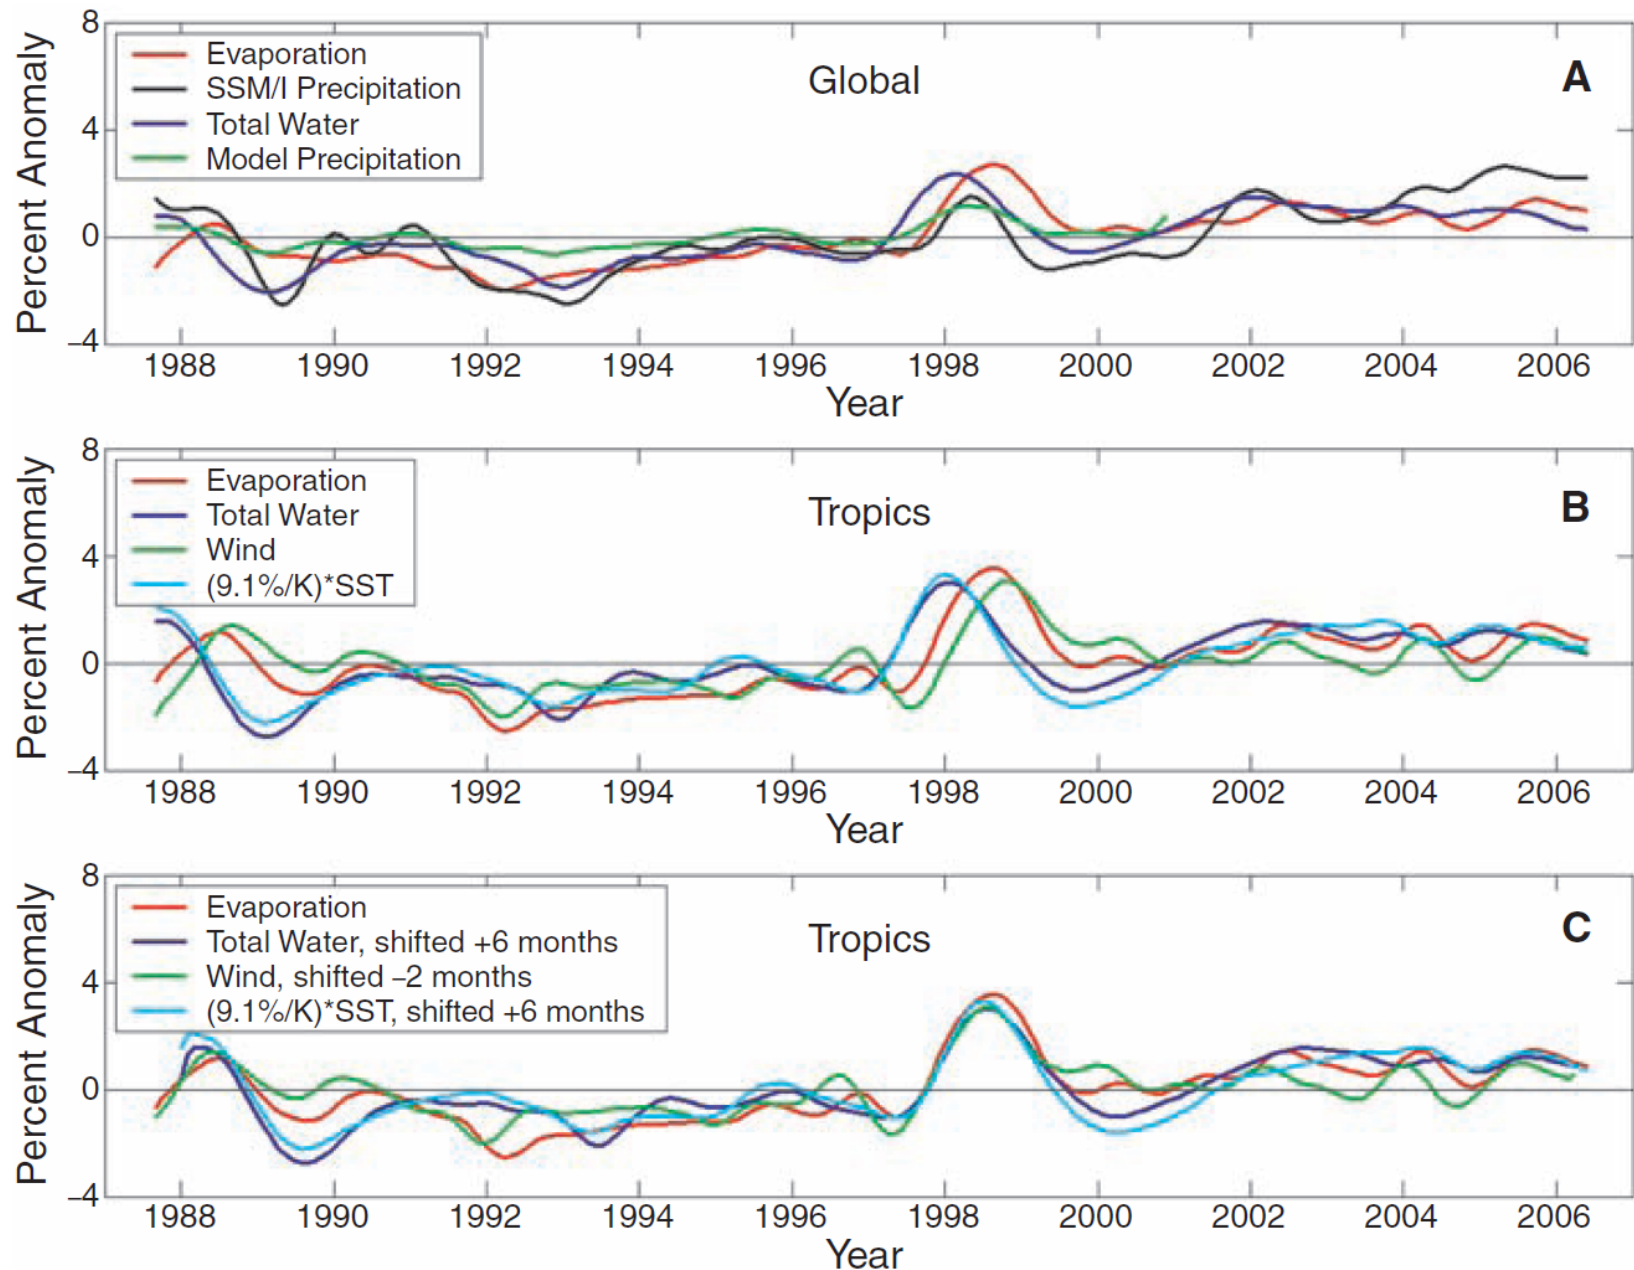 8
4
0
–4
Percent Anomaly
Evaporation
SSM/I Precipitation
Total Water
Model Precipitation
Global
A
1988 1990 1992 1994 1996 1998 2000 2002 2004 2006
Year
8
4
0
–4
Percent Anomaly
Evaporation
Total Water
Wind
(9.1%/K)*SST
Tropics
B
1988 1990 1992 1994 1996 1998 2000 2002 2004 2006
Year
8
4
0
–4
Percent Anomaly
Evaporation
Total Water, shifted +6 months
Wind, shifted –2 months
(9.1%/K)*SST, shifted +6 months
Tropics
C
1988 1990 1992 1994 1996 1998 2000 2002 2004 2006
Year